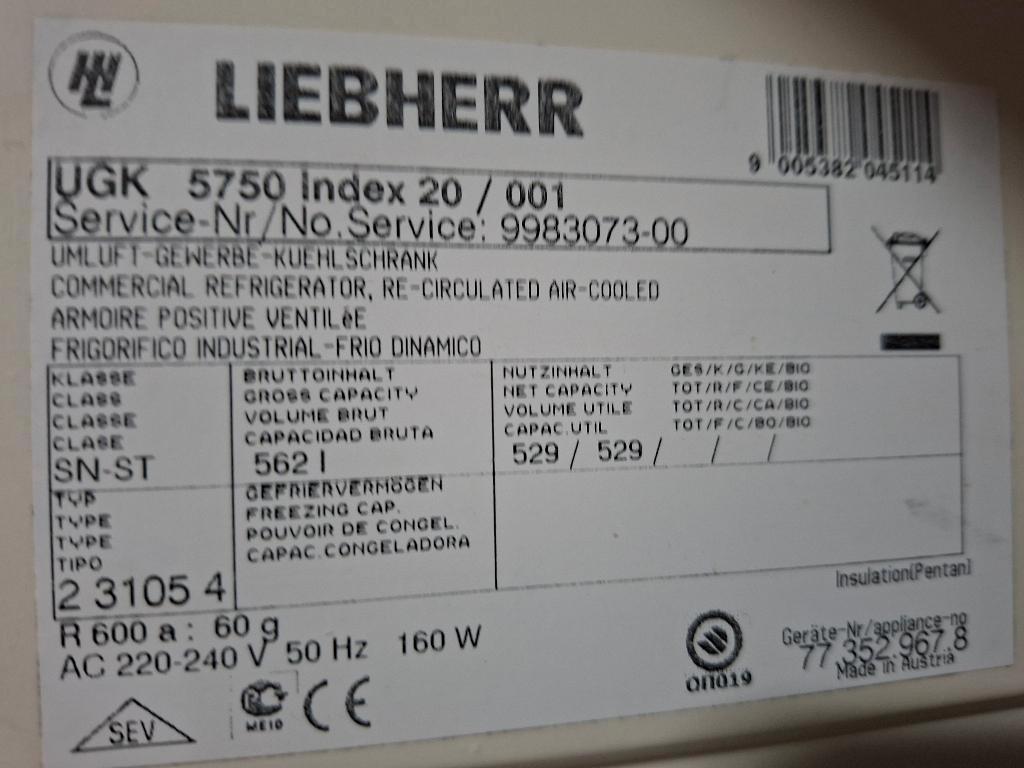 HL
LIEBHERR
9 005382 045114
UGK 5750 Index 20 / 001
Service-Nr/No.Service: 9983073-00
UMLUFT-GEWERBE-KUEHLSCHRANK
COMMERCIAL REFRIGERATOR, RE-CIRCULATED AIR-COOLED
ARMOIRE POSITIVE VENTILèE
FRIGORIFICO INDUSTRIAL-FRIO DINAMICO
KLASSE
CLASS
CLASSE
CLASE
SN-ST
BRUTTOINHALT
GROSS CAPACITY
VOLUME BRUT
CAPACIDAD BRUTA
562 l
NUTZINHALT GES/K/G/KE/BIO
NET CAPACITY TOT/R/F/CE/BIO
VOLUME UTILE TOT/R/C/CA/BIO
CAPAC.UTIL TOT/F/C/BO/BIO
529 / 529 / / /
TYP
TYPE
TYPE
TIPO
2 3105 4
GEFRIERVERMÖGEN
FREEZING CAP.
POUVOIR DE CONGEL.
CAPAC.CONGELADORA
Insulation(Pentan)
R 600 a : 60 g
AC 220-240 V 50 Hz 160 W
Geräte-Nr/appliance-no
77.352.967.8
Made in Austria
ОП019
SEV
ME10
CE